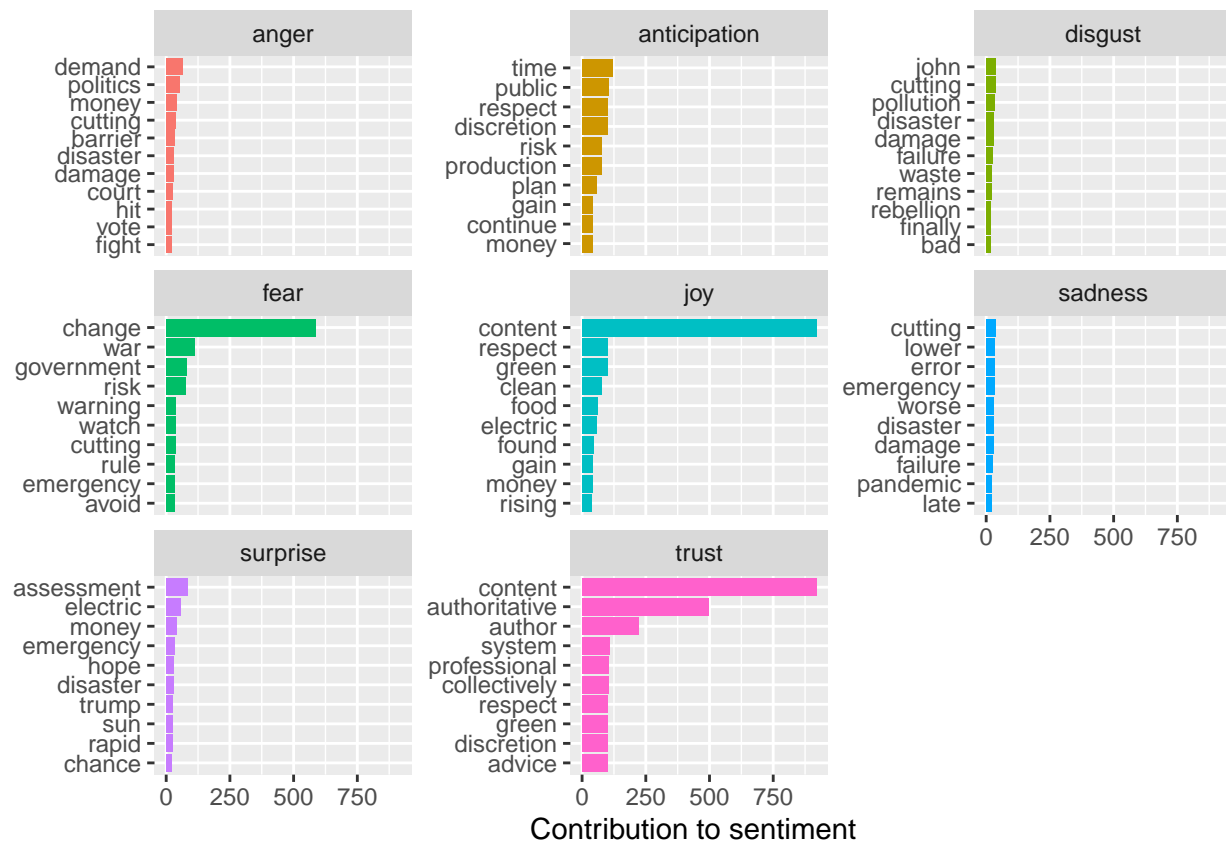 anger
demand
politics
money
cutting
barrier
disaster
damage
court
hit
vote
fight
anticipation
time
public
respect
discretion
risk
production
plan
gain
continue
money
disgust
john
cutting
pollution
disaster
damage
failure
waste
remains
rebellion
finally
bad
fear
change
war
government
risk
warning
watch
cutting
rule
emergency
avoid
joy
content
respect
green
clean
food
electric
found
gain
money
rising
sadness
cutting
lower
error
emergency
worse
disaster
damage
failure
pandemic
late
0 250 500 750
surprise
assessment
electric
money
emergency
hope
disaster
trump
sun
rapid
chance
0 250 500 750
trust
content
authoritative
author
system
professional
collectively
respect
green
discretion
advice
0 250 500 750
Contribution to sentiment